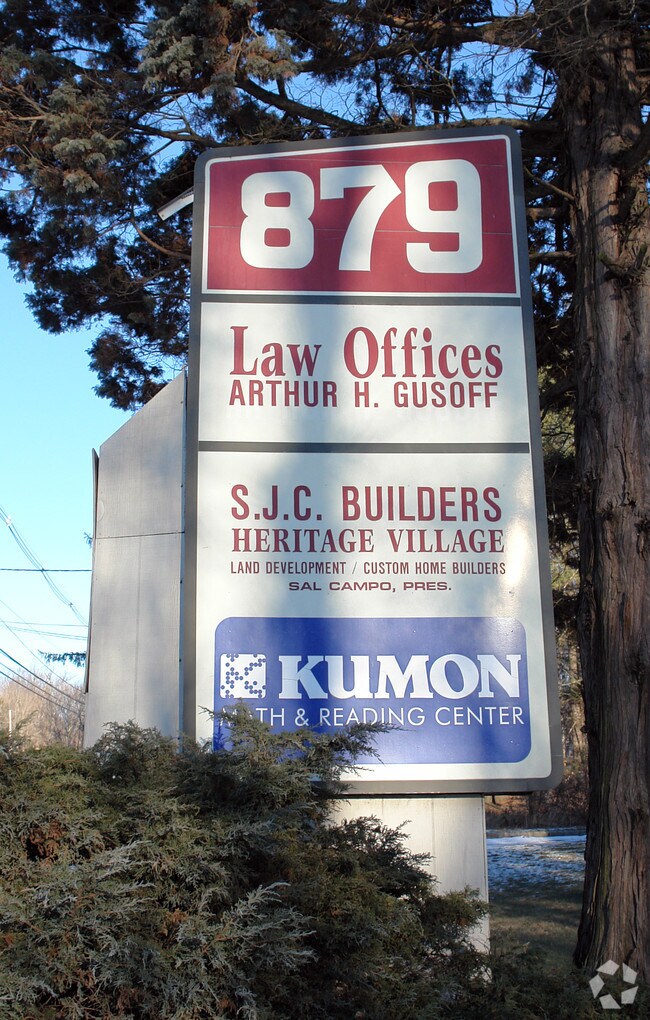 879
Law Offices
ARTHUR H. GUSOFF
S.J.C. BUILDERS
HERITAGE VILLAGE
LAND DEVELOPMENT / CUSTOM HOME BUILDERS
SAL CAMPO, PRES.
KUMON
MATH & READING CENTER